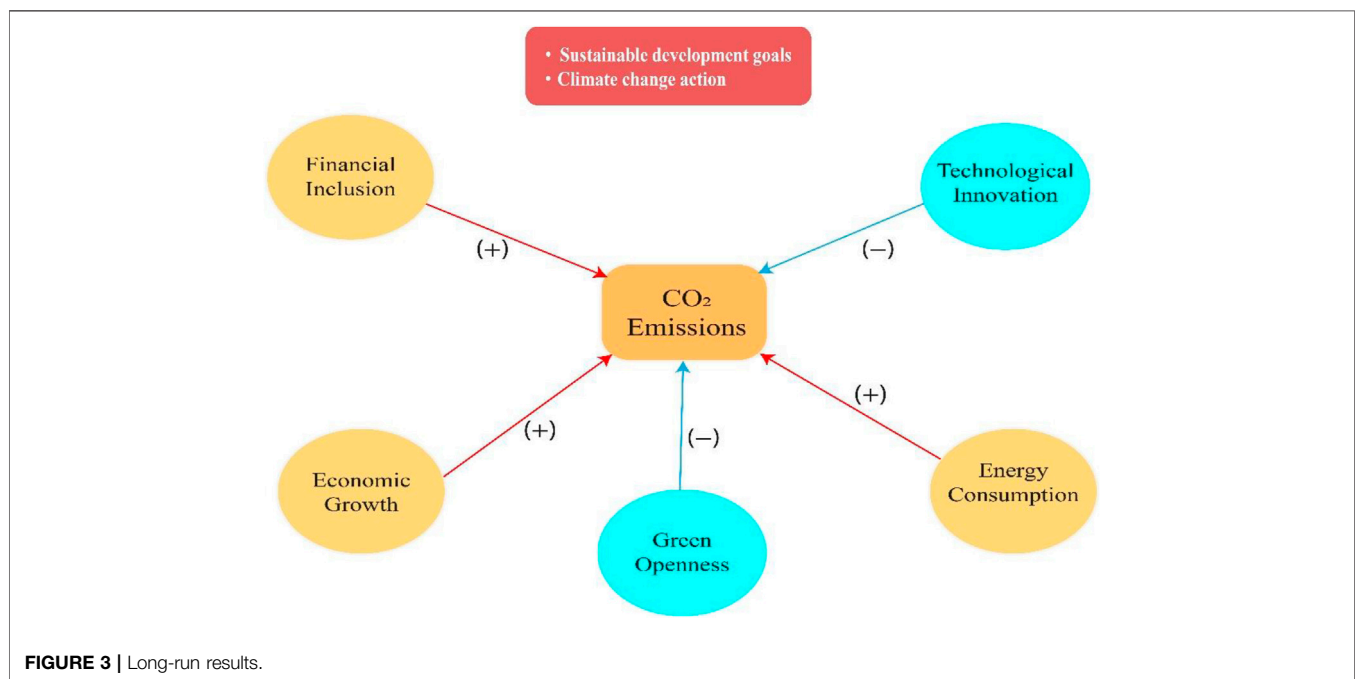 • Sustainable development goals
• Climate change action
Financial
Inclusion
Technological
Innovation
(+)
(−)
CO₂
Emissions
(+)
(−)
(+)
Economic
Growth
Green
Openness
Energy
Consumption
FIGURE 3 | Long-run results.